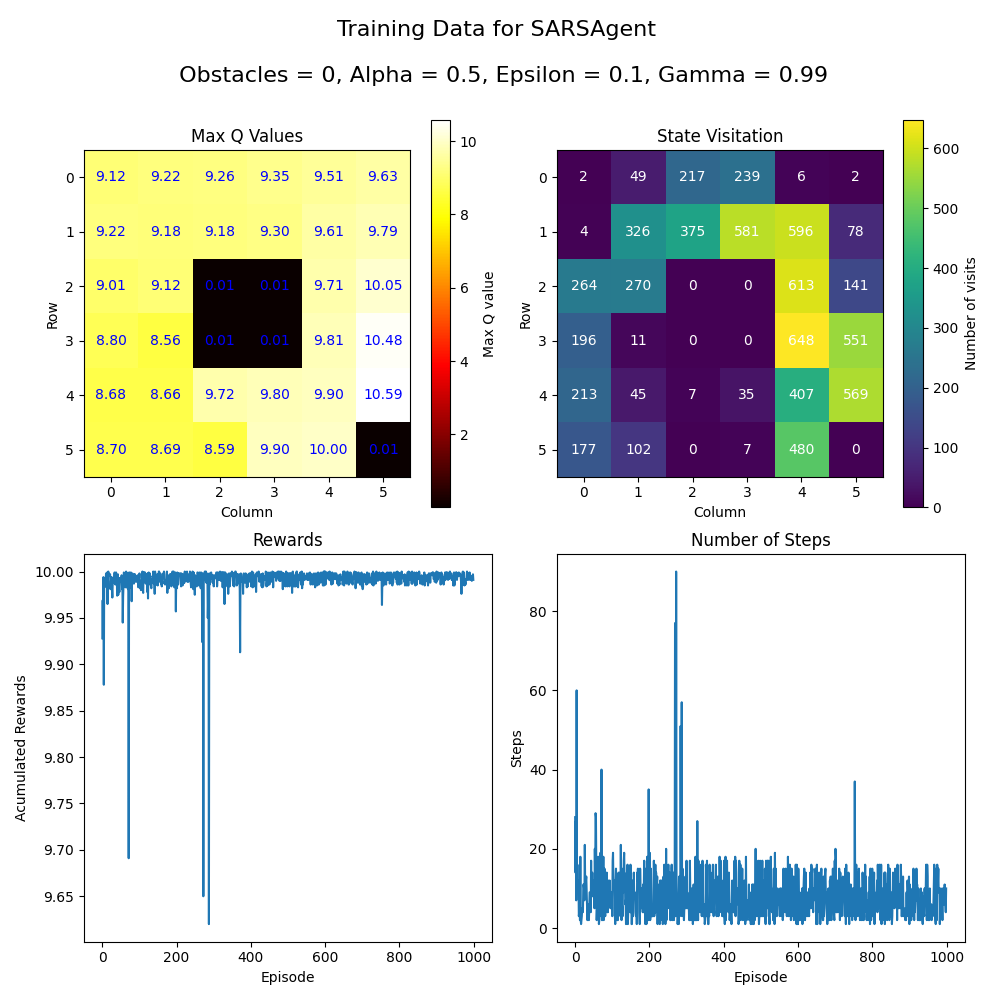 Training Data for SARSAgent
Obstacles = 0, Alpha = 0.5, Epsilon = 0.1, Gamma = 0.99
Max Q Values
0 9.12 9.22 9.26 9.35 9.51 9.63
1 9.22 9.18 9.18 9.30 9.61 9.79
2 9.01 9.12 0.01 0.01 9.71 10.05
3 8.80 8.56 0.01 0.01 9.81 10.48
4 8.68 8.66 9.72 9.80 9.90 10.59
5 8.70 8.69 8.59 9.90 10.00 0.01
0 1 2 3 4 5
Column
Row
10
8
6
4
2
Max Q value
State Visitation
0 2 49 217 239 6 2
1 4 326 375 581 596 78
2 264 270 0 0 613 141
3 196 11 0 0 648 551
4 213 45 7 35 407 569
5 177 102 0 7 480 0
0 1 2 3 4 5
Column
Row
600
500
400
300
200
100
0
Number of visits
Rewards
10.00
9.95
9.90
9.85
9.80
9.75
9.70
9.65
0 200 400 600 800 1000
Episode
Acumulated Rewards
Number of Steps
80
60
40
20
0
0 200 400 600 800 1000
Episode
Steps